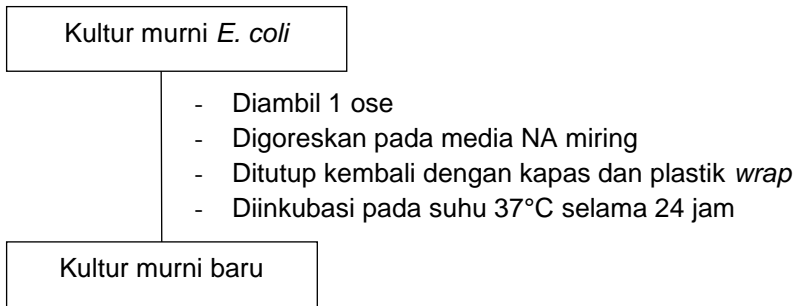 Kultur murni E. coli
- Diambil 1 ose
- Digoreskan pada media NA miring
- Ditutup kembali dengan kapas dan plastik wrap
- Diinkubasi pada suhu 37°C selama 24 jam
Kultur murni baru